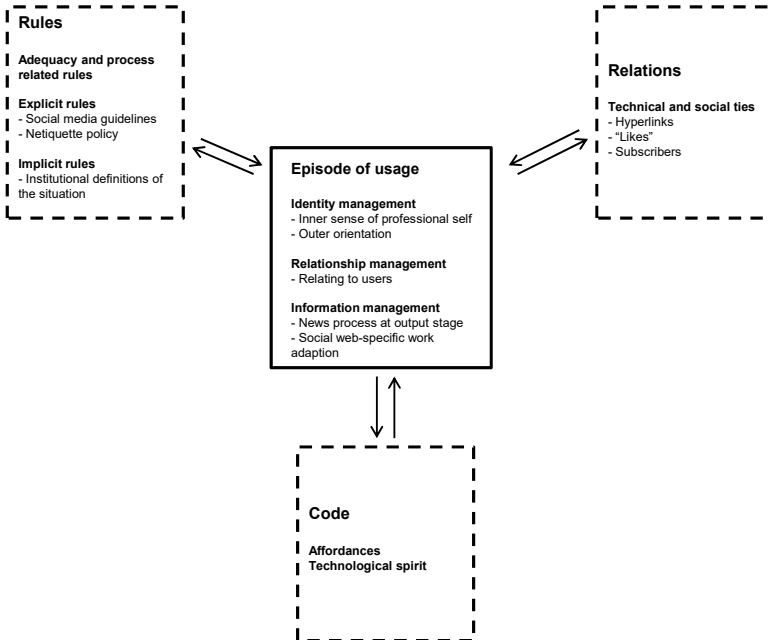 Rules
Adequacy and process
related rules
Explicit rules
- Social media guidelines
- Netiquette policy
Implicit rules
- Institutional definitions of
the situation
Episode of usage
Identity management
- Inner sense of professional self
- Outer orientation
Relationship management
- Relating to users
Information management
- News process at output stage
- Social web-specific work
adaption
Relations
Technical and social ties
- Hyperlinks
- “Likes”
- Subscribers
Code
Affordances
Technological spirit